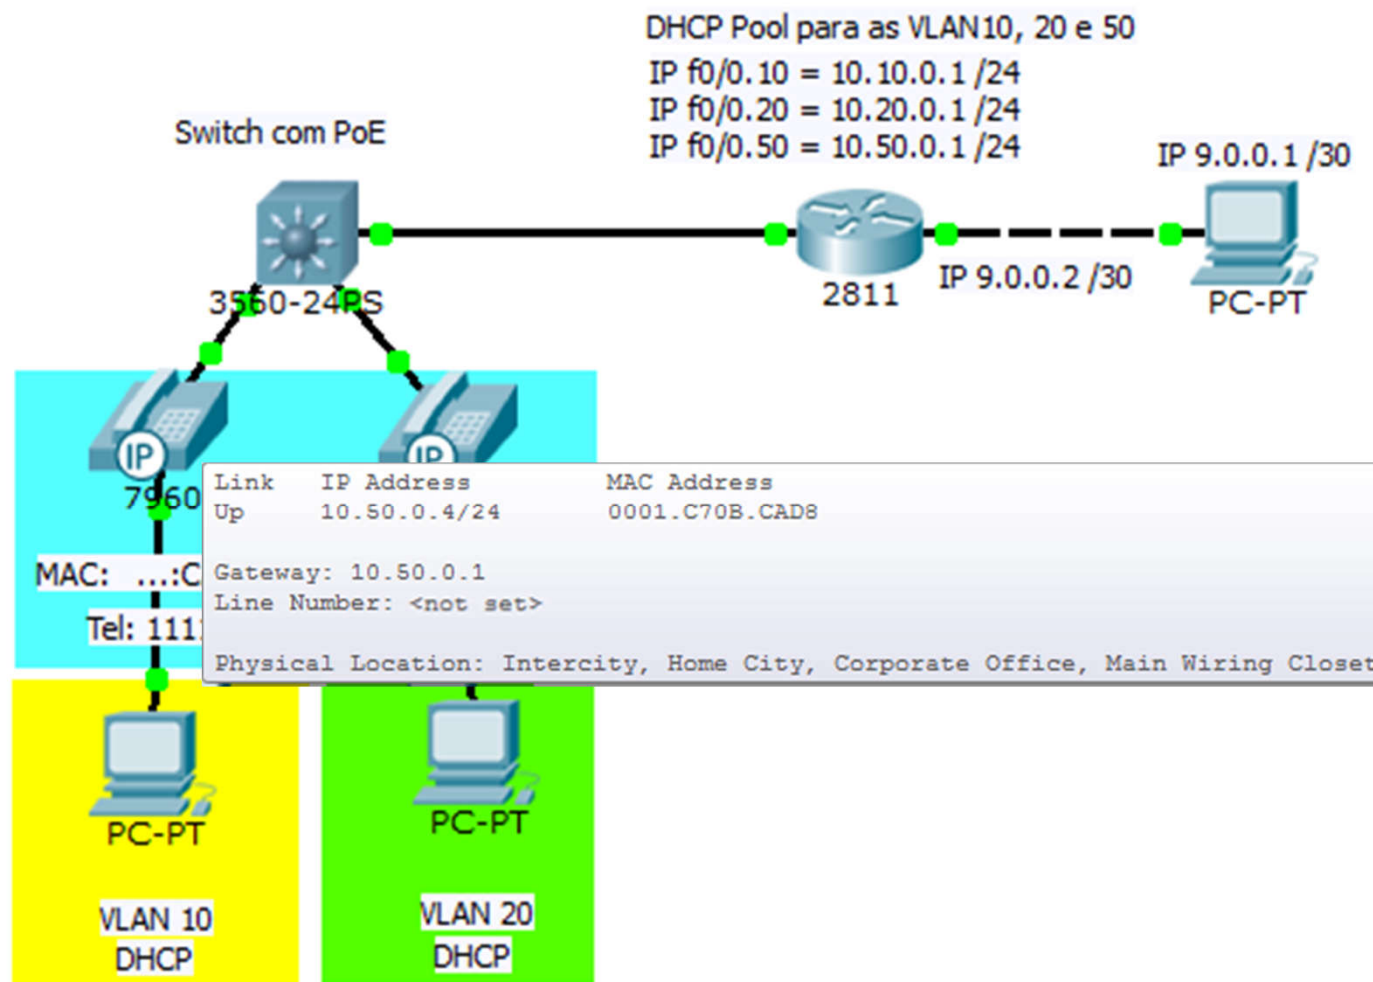 DHCP Pool para as VLAN10, 20 e 50
IP f0/0.10 = 10.10.0.1 /24
IP f0/0.20 = 10.20.0.1 /24
IP f0/0.50 = 10.50.0.1 /24
Switch com PoE
IP 9.0.0.1 /30
3560-24PS
2811
IP 9.0.0.2 /30
PC-PT
IP
IP
7960
Link IP Address MAC Address
Up 10.50.0.4/24 0001.C70B.CAD8
MAC: ...:C
Gateway: 10.50.0.1
Line Number: <not set>
Tel: 111
Physical Location: Intercity, Home City, Corporate Office, Main Wiring Closet
PC-PT
PC-PT
VLAN 10
DHCP
VLAN 20
DHCP